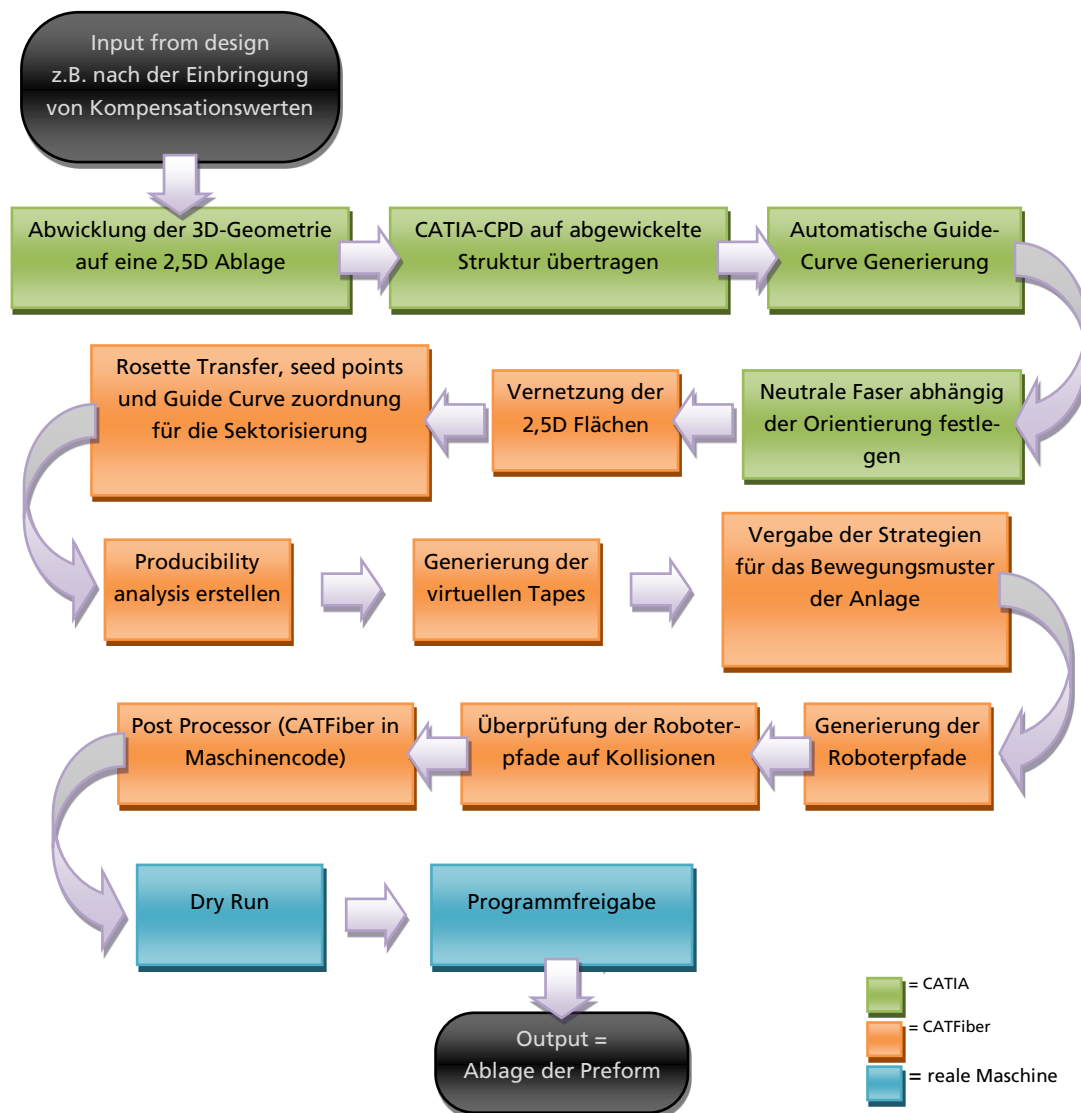 Input from design
z.B. nach der Einbringung
von Kompensationswerten
Abwicklung der 3D-Geometrie
auf eine 2,5D Ablage
CATIA-CPD auf abgewickelte
Struktur übertragen
Automatische Guide-
Curve Generierung
Neutrale Faser abhängig
der Orientierung festle-
gen
Vernetzung der
2,5D Flächen
Rosette Transfer, seed points
und Guide Curve zuordnung
für die Sektorisierung
Producibility
analysis erstellen
Generierung der
virtuellen Tapes
Vergabe der Strategien
für das Bewegungsmuster
der Anlage
Generierung der
Roboterpfade
Überprüfung der Roboter-
pfade auf Kollisionen
Post Processor (CATFiber in
Maschinencode)
Dry Run
Programmfreigabe
Output =
Ablage der Preform
= CATIA
= CATFiber
= reale Maschine